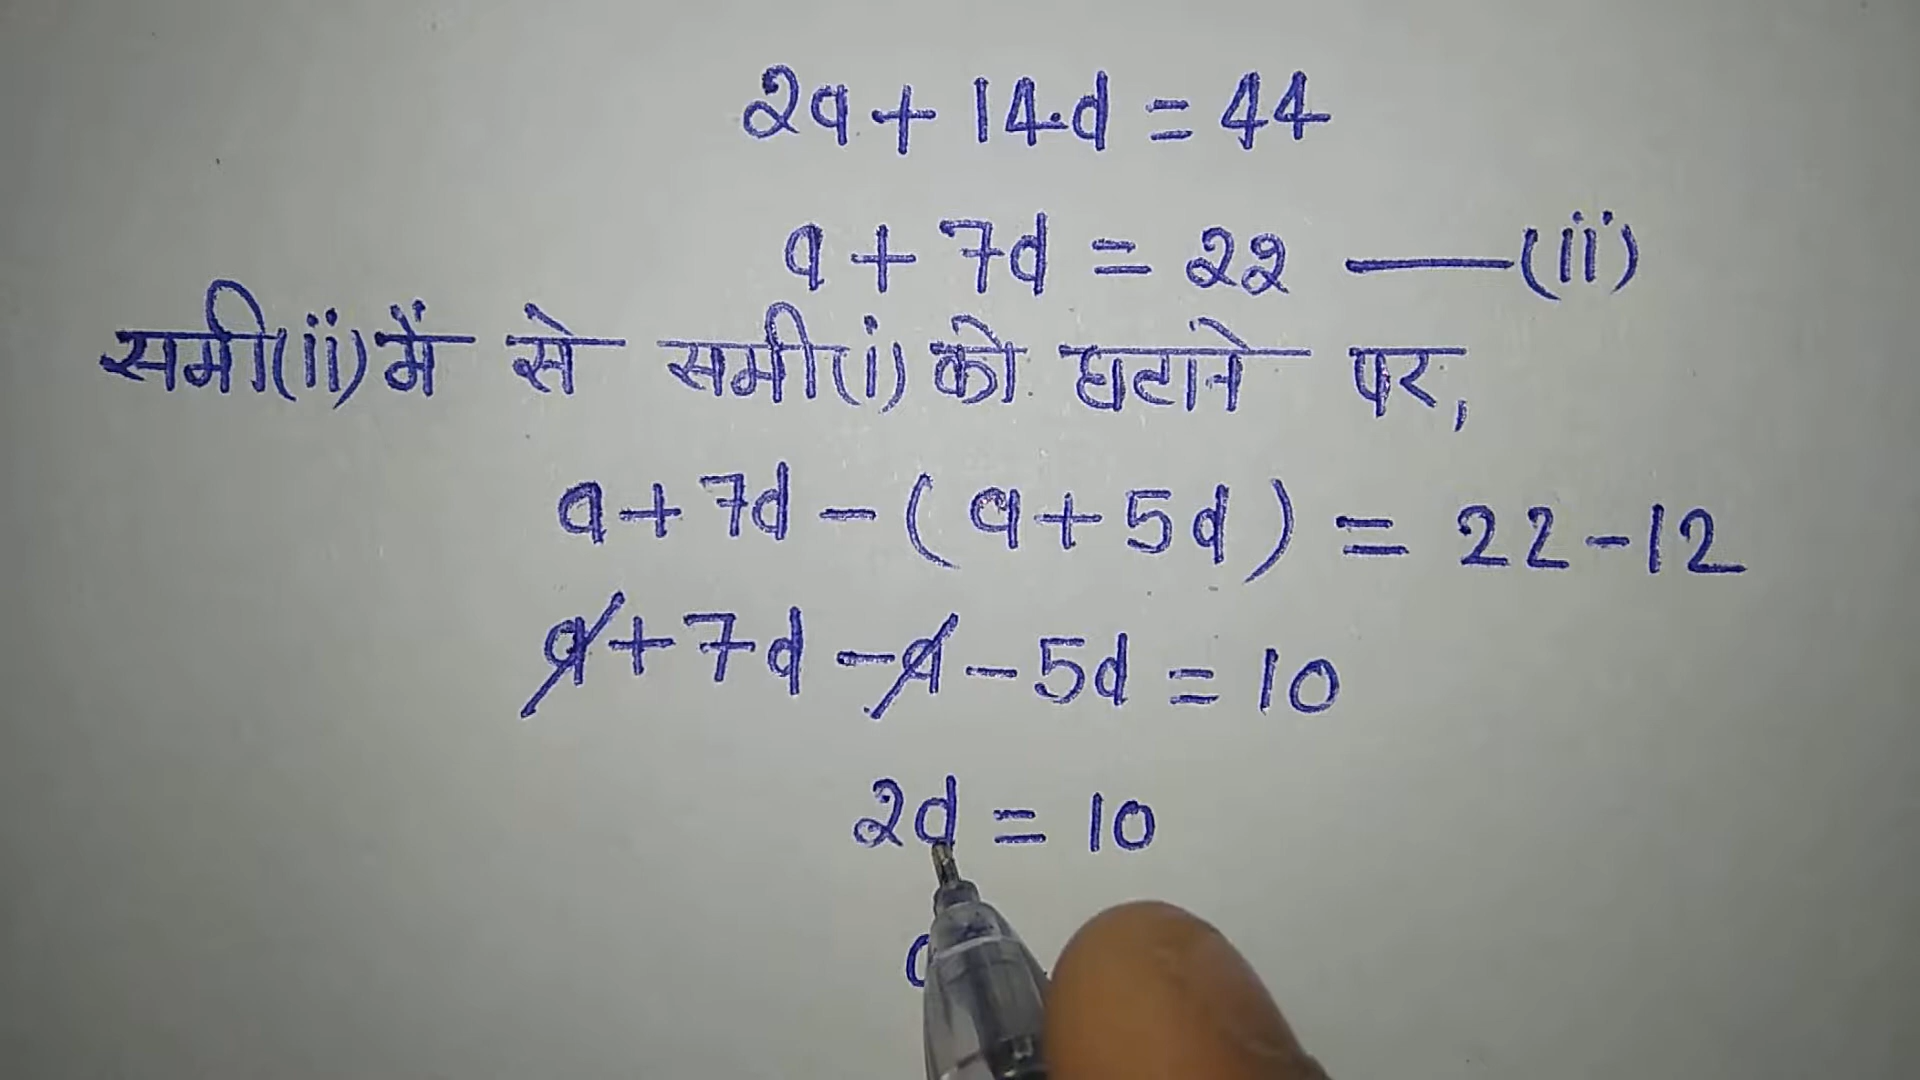 2a + 14.d = 44
a + 7d = 22 —— (ii)
समी(ii) में से समी(i) को घटाने पर,
a + 7d - ( a + 5d ) = 22 - 12
a + 7d - a - 5d = 10
2d = 10